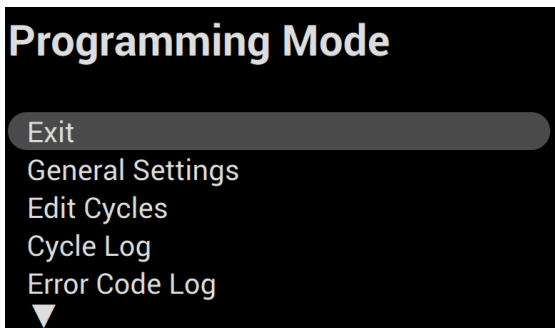 Programming Mode
Exit
General Settings
Edit Cycles
Cycle Log
Error Code Log